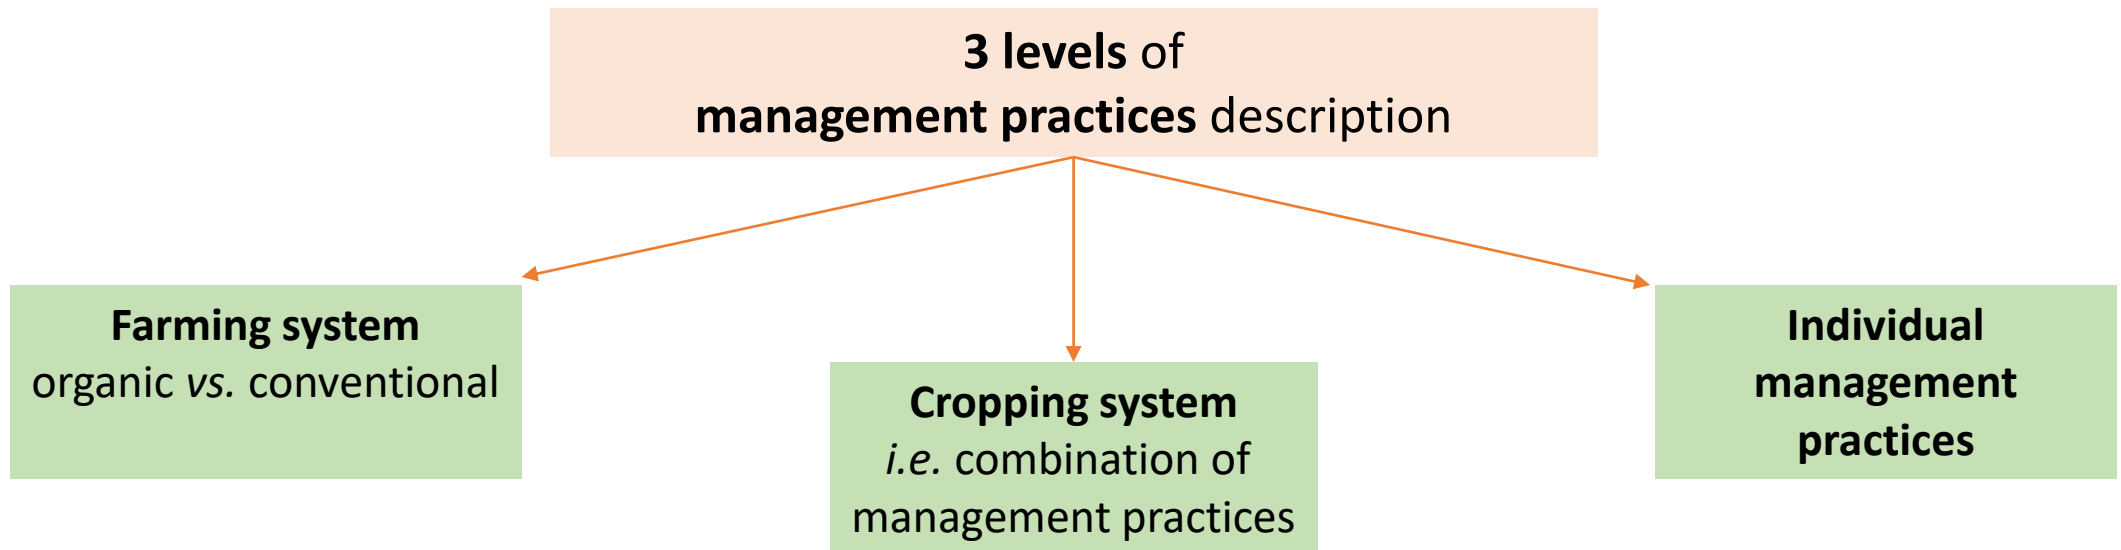 3 levels of
management practices description
Farming system
organic vs. conventional
Cropping system
i.e. combination of
management practices
Individual
management
practices